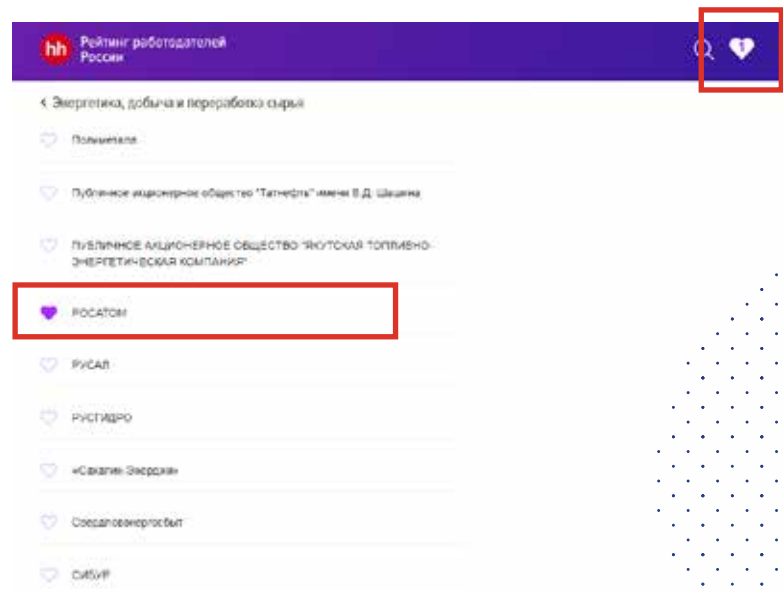 hh Рейтинг работодателей
России
1
Энергетика, добыча и переработка сырья
Полиметалл
Публичное акционерное общество "Татнефть" имени В.Д. Шашина
ПУБЛИЧНОЕ АКЦИОНЕРНОЕ ОБЩЕСТВО "ЯКУТСКАЯ ТОПЛИВНО-
ЭНЕРГЕТИЧЕСКАЯ КОМПАНИЯ"
РОСАТОМ
РУСАЛ
РУСГИДРО
«Сахалин Энерджи»
Свердловэнергосбыт
СИБУР